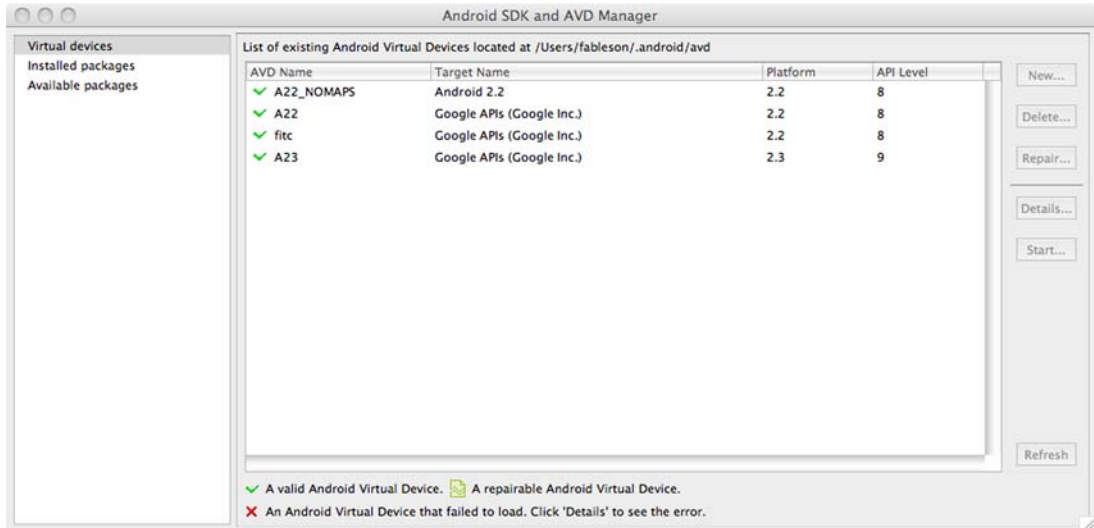 Android SDK and AVD Manager
Virtual devices
Installed packages
Available packages
List of existing Android Virtual Devices located at /Users/fableson/.android/avd
AVD Name Target Name Platform API Level
A22_NOMAPS Android 2.2 2.2 8
A22 Google APIs (Google Inc.) 2.2 8
fitc Google APIs (Google Inc.) 2.2 8
A23 Google APIs (Google Inc.) 2.3 9
New...
Delete...
Repair...
Details...
Start...
Refresh
A valid Android Virtual Device. A repairable Android Virtual Device.
An Android Virtual Device that failed to load. Click 'Details' to see the error.